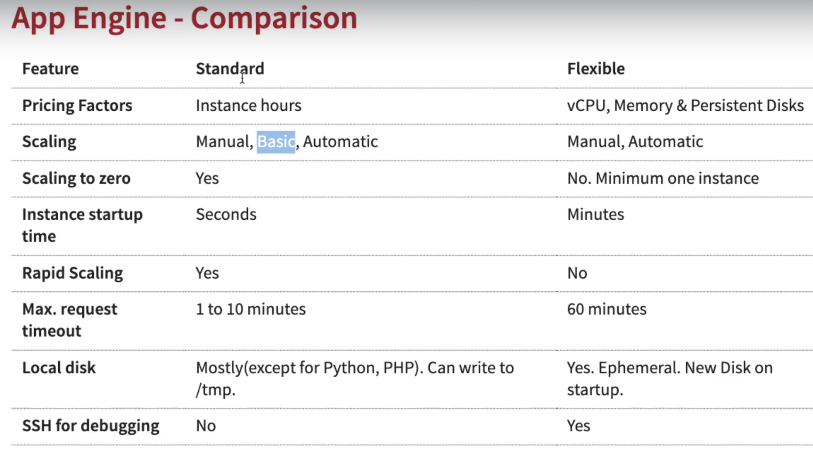 App Engine - Comparison
Feature Standard Flexible
Pricing Factors Instance hours vCPU, Memory & Persistent Disks
Scaling Manual, Basic, Automatic Manual, Automatic
Scaling to zero Yes No. Minimum one instance
Instance startup Seconds Minutes
time
Rapid Scaling Yes No
Max. request 1 to 10 minutes 60 minutes
timeout
Local disk Mostly(except for Python, PHP). Can write to Yes. Ephemeral. New Disk on
/tmp. startup.
SSH for debugging No Yes